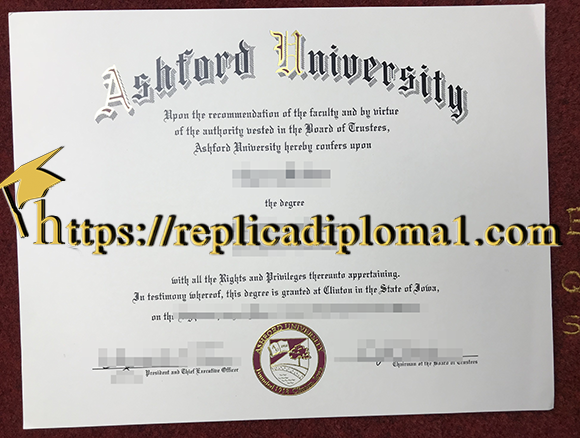 Ashford University
Upon the recommendation of the faculty and by virtue
of the authority vested in the Board of Trustees,
Ashford University hereby confers upon
the degree
https://replicadiploma1.com
with all the Rights and Privileges thereunto appertaining.
In testimony whereof, this degree is granted at Clinton in the State of Iowa,
on the
ASHFORD UNIVERSITY
President and Chief Executive Officer
Chairman of the Board of Trustees